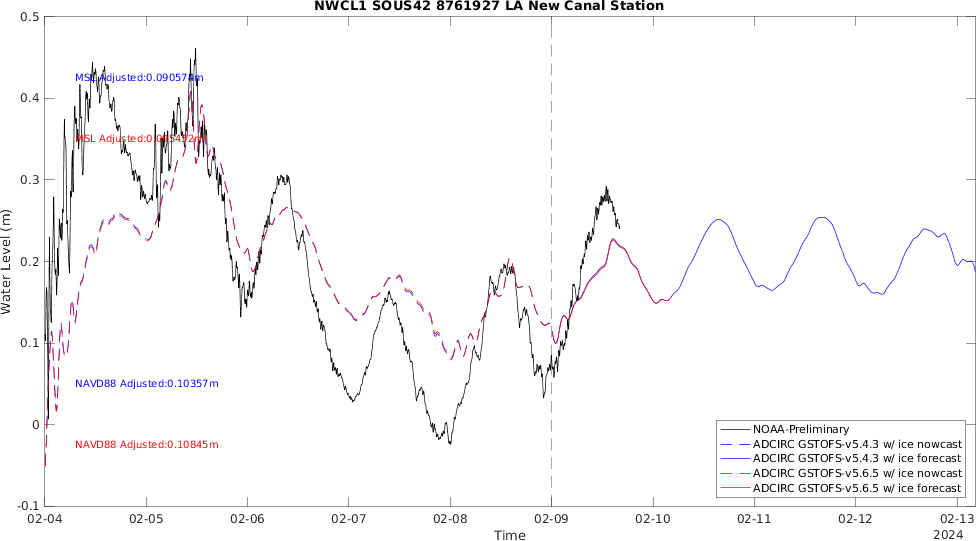 NWCL1 SOUS42 8761927 LA New Canal Station
Water Level (m)
0.5
0.4
0.3
0.2
0.1
0
-0.1
MSL Adjusted:0.090574m
MSL Adjusted:
NAVD88 Adjusted:0.10357m
NAVD88 Adjusted:0.10845m
NOAA-Preliminary
ADCIRC GSTOFS-v5.4.3 w/ ice nowcast
ADCIRC GSTOFS-v5.4.3 w/ ice forecast
ADCIRC GSTOFS-v5.6.5 w/ ice nowcast
ADCIRC GSTOFS-v5.6.5 w/ ice forecast
02-04 02-05 02-06 02-07 02-08 02-09 02-10 02-11 02-12 02-13
Time
2024